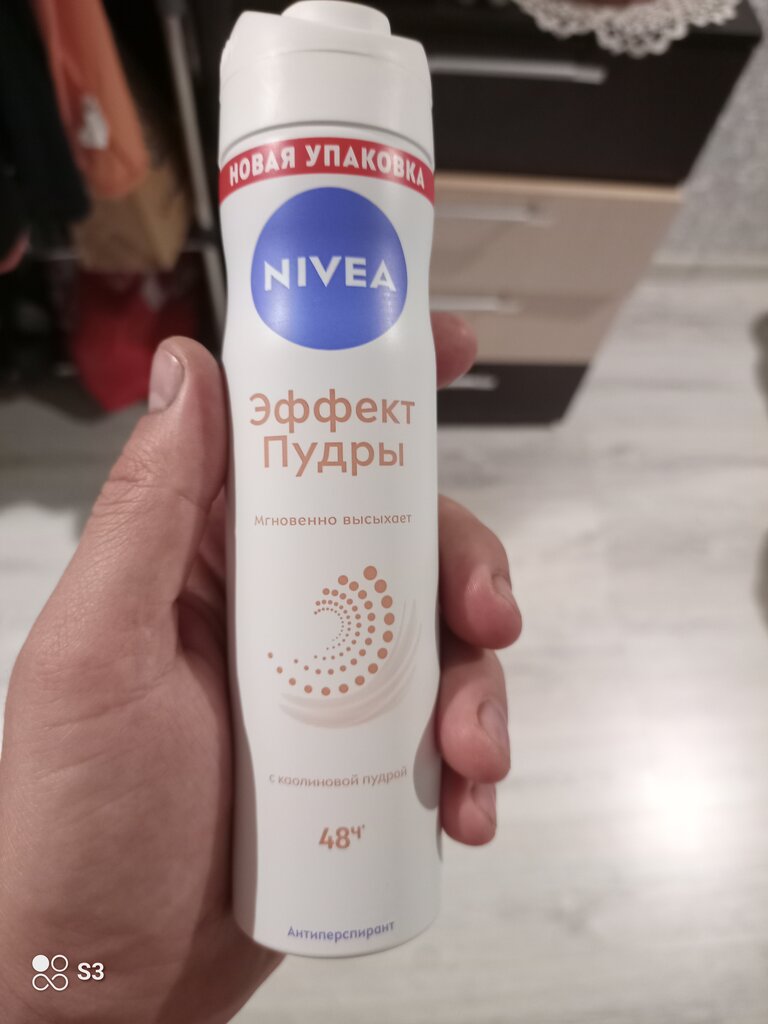 НОВАЯ УПАКОВКА
NIVEA
Эффект
Пудры
Мгновенно высыхает
с каолиновой пудрой
48ч*
Антиперспирант
S3